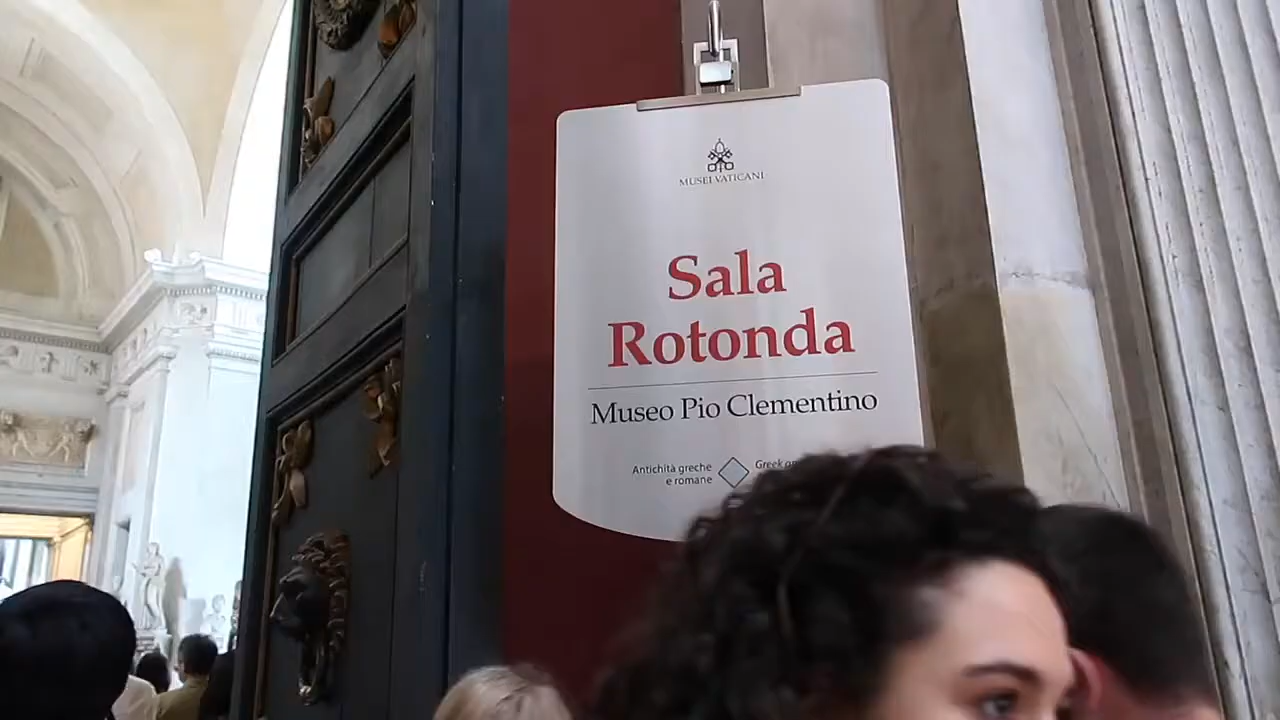 MUSEI VATICANI
Sala
Rotonda
Museo Pio Clementino
Antichità greche
e romane
Greek